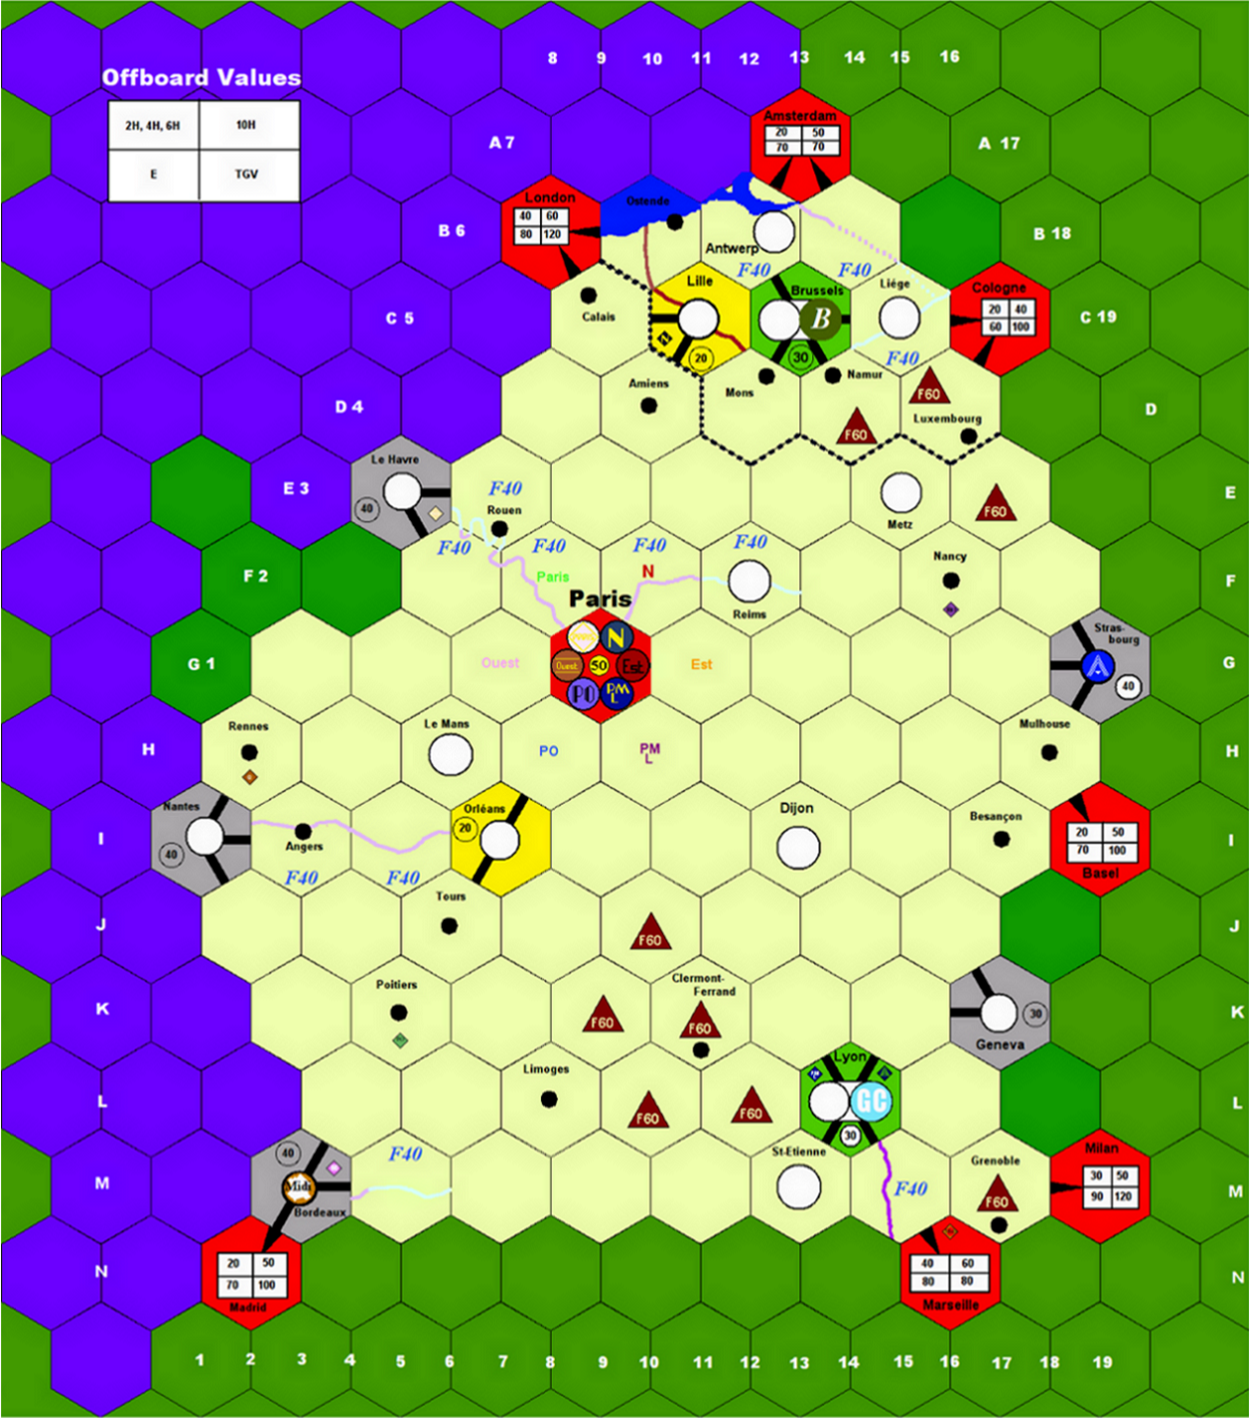 8 9 10 11 12 13 14 15 16
Offboard Values
2H, 4H, 6H 10H
E TGV
A 7
Amsterdam
20 50
70 70
A 17
London
40 60
80 120
B 6
Ostende
Antwerp
F40
F40
B 18
C 5
Calais
Lille
20
Brussels
B
30
Liége
F40
Cologne
20 40
60 100
C 19
D 4
Amiens
Mons
Namur
F60
F60
Luxembourg
D
E 3
Le Havre
40
F40
Rouen
Metz
F60
E
F 2
F40
F40
F40
F40
Paris
N
Reims
Nancy
F
Paris
G 1
Ouest
N
Ouest
50
Est
PO
PM
L
Est
Stras-
bourg
A
40
G
H
Rennes
Le Mans
PO
PM
L
Mulhouse
H
I
Nantes
40
Angers
F40
F40
Orléans
20
Dijon
Besançon
20 50
70 100
Basel
I
J
Tours
F60
J
K
Poitiers
F60
Clermont-
Ferrand
F60
30
Geneva
K
L
Limoges
F60
F60
Lyon
GC
30
L
M
40
Midi
Bordeaux
F40
St-Etienne
F40
Grenoble
F60
Milan
30 50
90 120
M
N
20 50
70 100
Madrid
40 60
80 80
Marseille
N
1 2 3 4 5 6 7 8 9 10 11 12 13 14 15 16 17 18 19